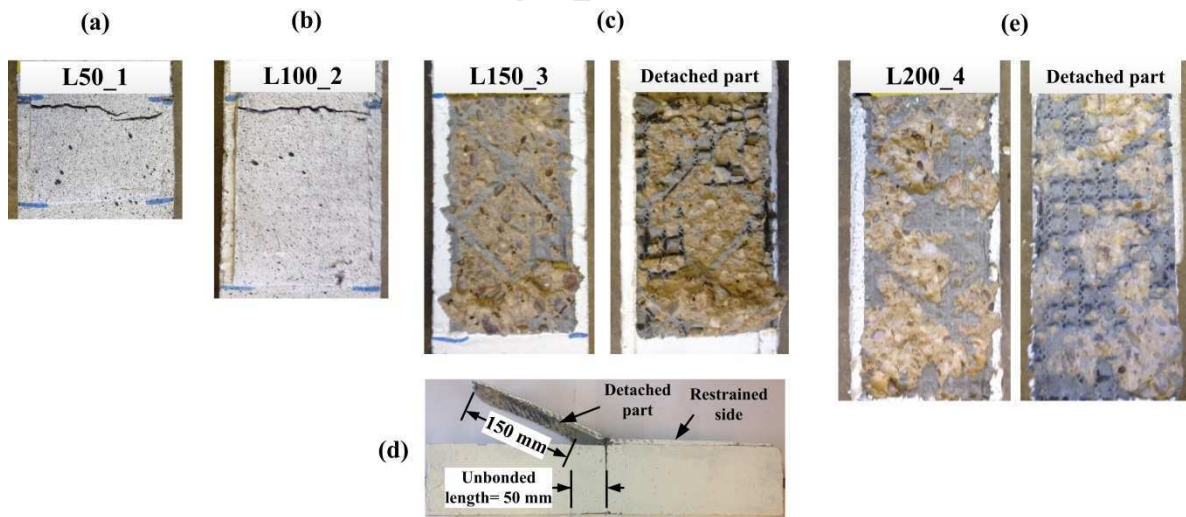 (a)
(b)
(c)
(e)
L50_1
L100_2
L150_3
Detached part
L200_4
Detached part
(d)
150 mm
Detached
part
Restrained
side
Unbonded
length= 50 mm